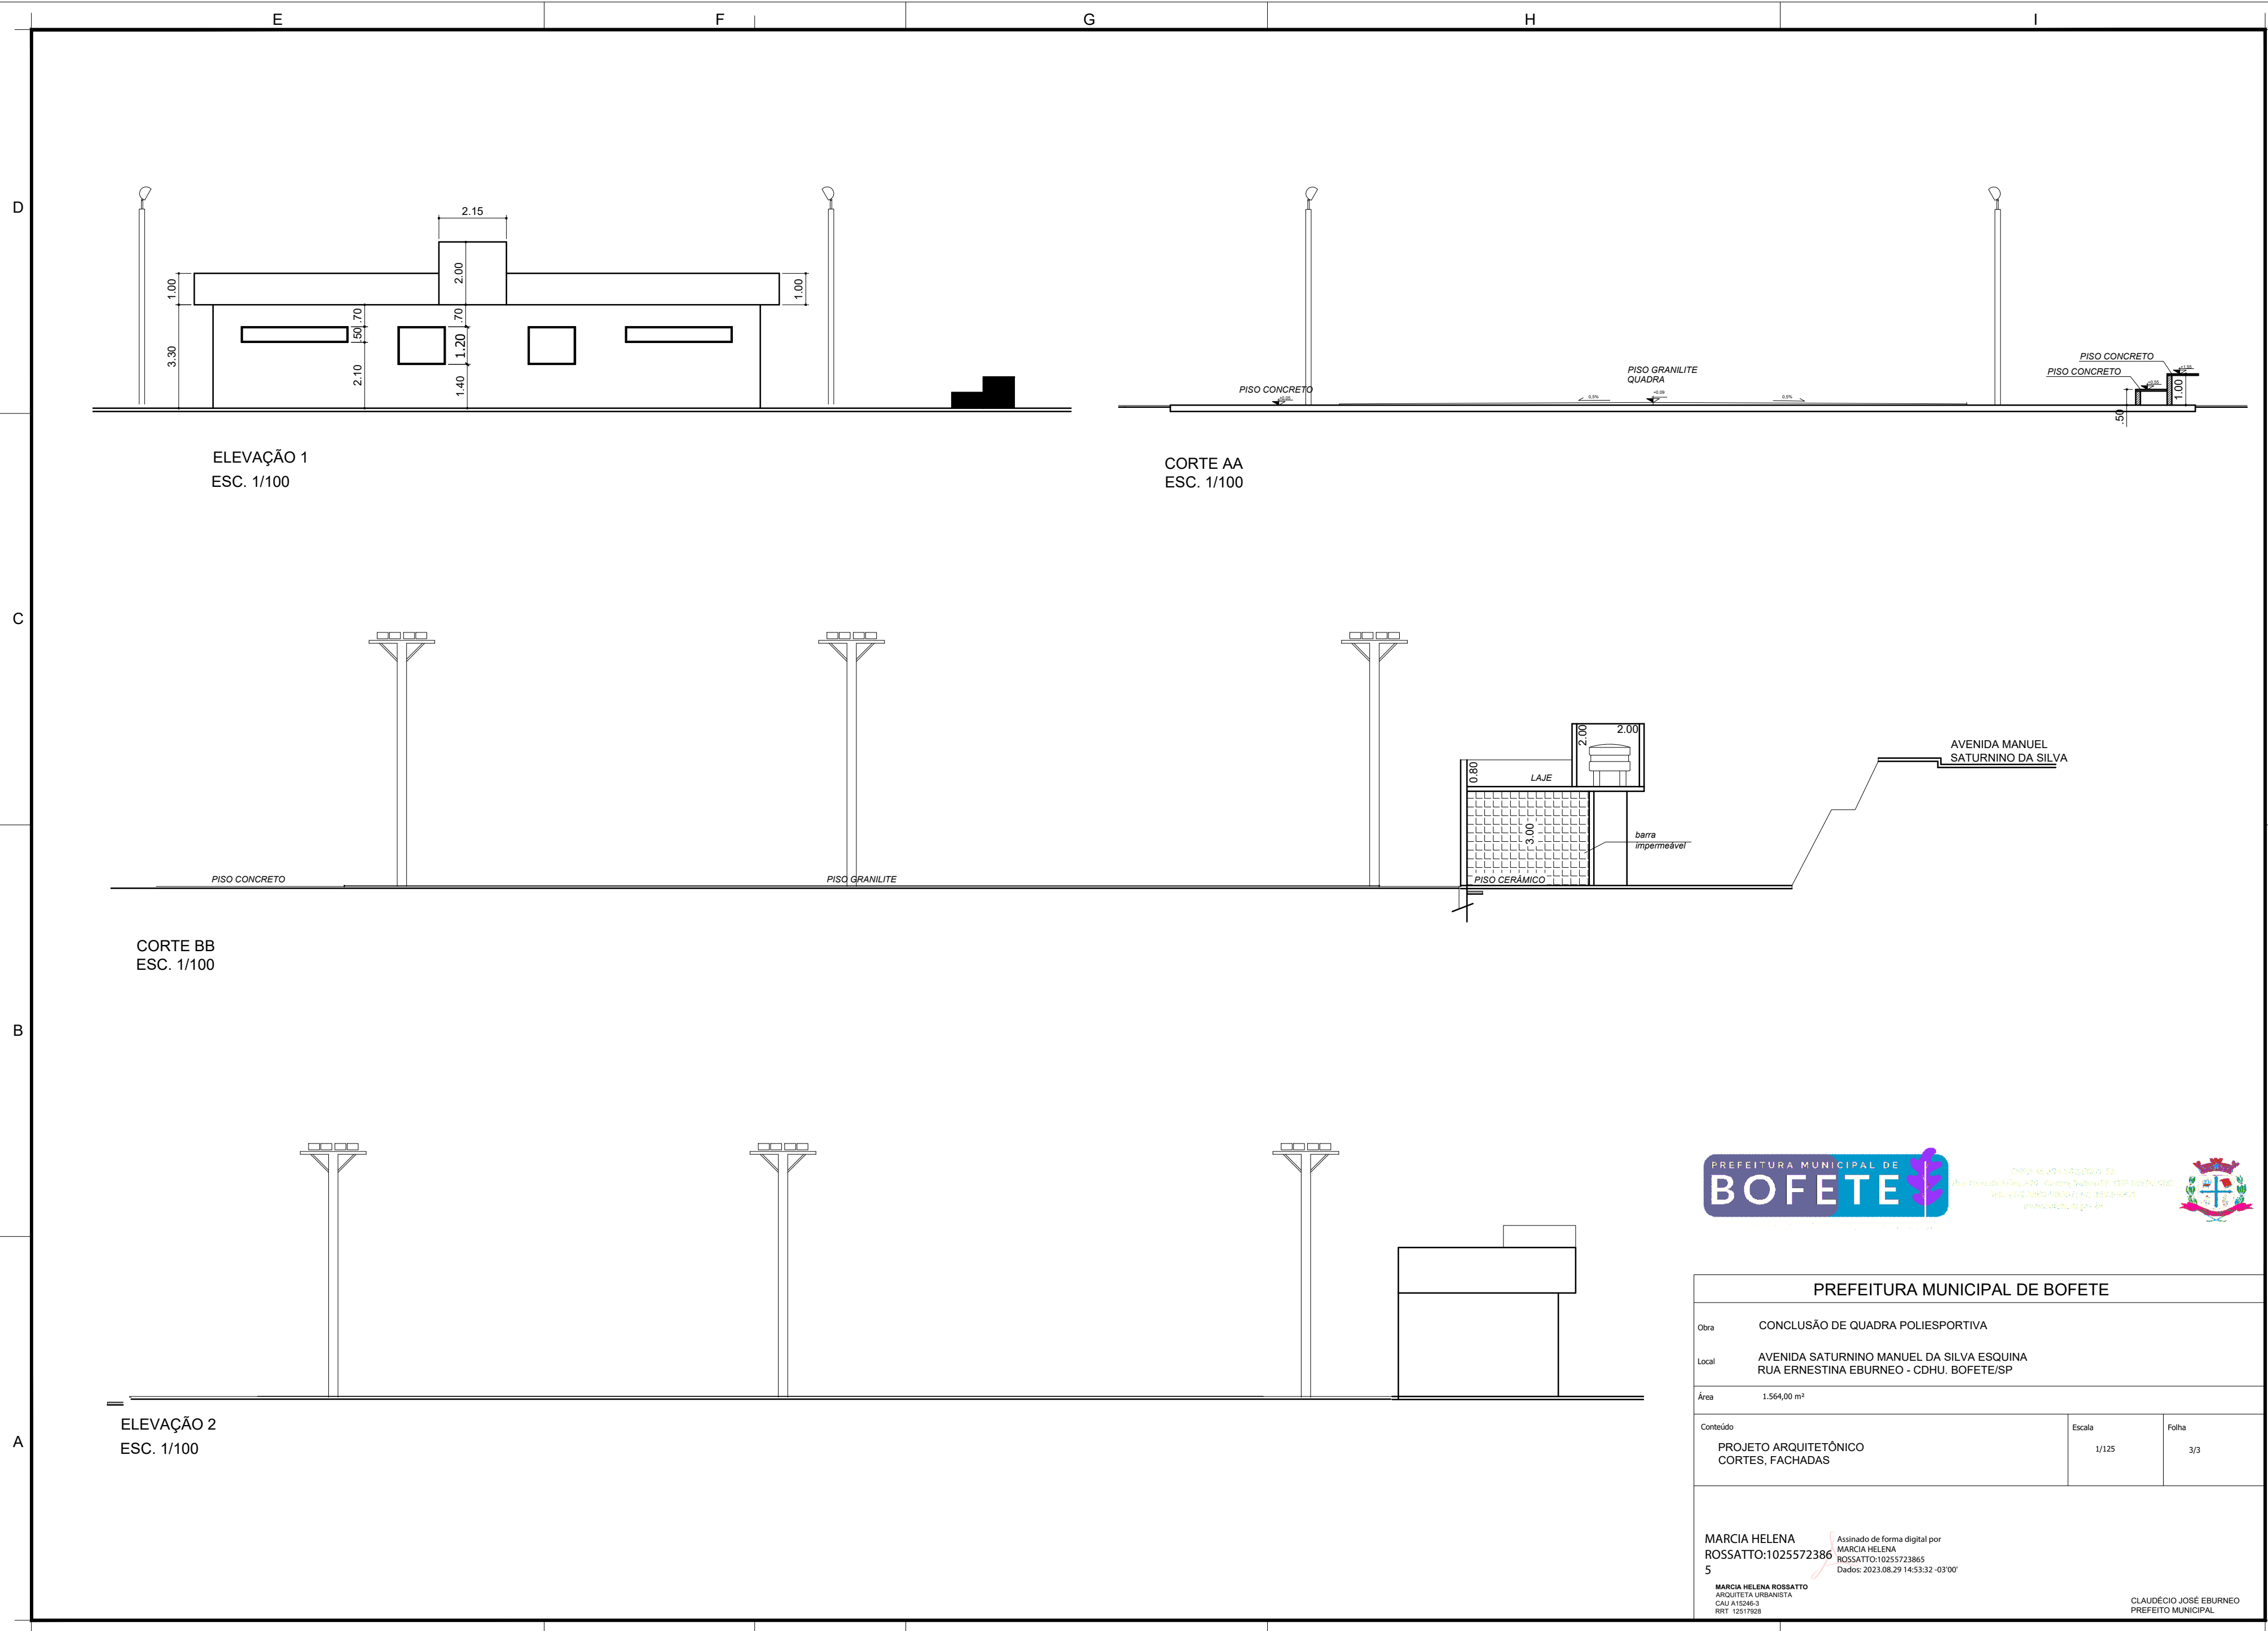 E
F
G
H
I
D
C
B
A
2.15
2.00
1.00
1.00
3.30
.70
.50
2.10
.70
1.20
1.40
ELEVAÇÃO 1
ESC. 1/100
PISO CONCRETO
+0.05
0,5%
PISO GRANILITE
QUADRA
+0.09
0,5%
PISO CONCRETO
PISO CONCRETO
1.00
.50
CORTE AA
ESC. 1/100
PISO CONCRETO
PISO GRANILITE
0.80
LAJE
2.00
2.00
3.00
barra
impermeável
PISO CERÂMICO
AVENIDA MANUEL
SATURNINO DA SILVA
CORTE BB
ESC. 1/100
ELEVAÇÃO 2
ESC. 1/100
PREFEITURA MUNICIPAL DE
BOFETE
PREFEITURA MUNICIPAL DE BOFETE
Obra CONCLUSÃO DE QUADRA POLIESPORTIVA
Local AVENIDA SATURNINO MANUEL DA SILVA ESQUINA
RUA ERNESTINA EBURNEO - CDHU. BOFETE/SP
Área 1.564,00 m²
Conteúdo
PROJETO ARQUITETÔNICO
CORTES, FACHADAS
Escala
1/125
Folha
3/3
MARCIA HELENA
ROSSATTO:1025572386
5
Assinado de forma digital por
MARCIA HELENA
ROSSATTO:10255723865
Dados: 2023.08.29 14:53:32 -03'00'
MARCIA HELENA ROSSATTO
ARQUITETA URBANISTA
CAU A15246-3
RRT 12517928
CLAUDÉCIO JOSÉ EBURNEO
PREFEITO MUNICIPAL